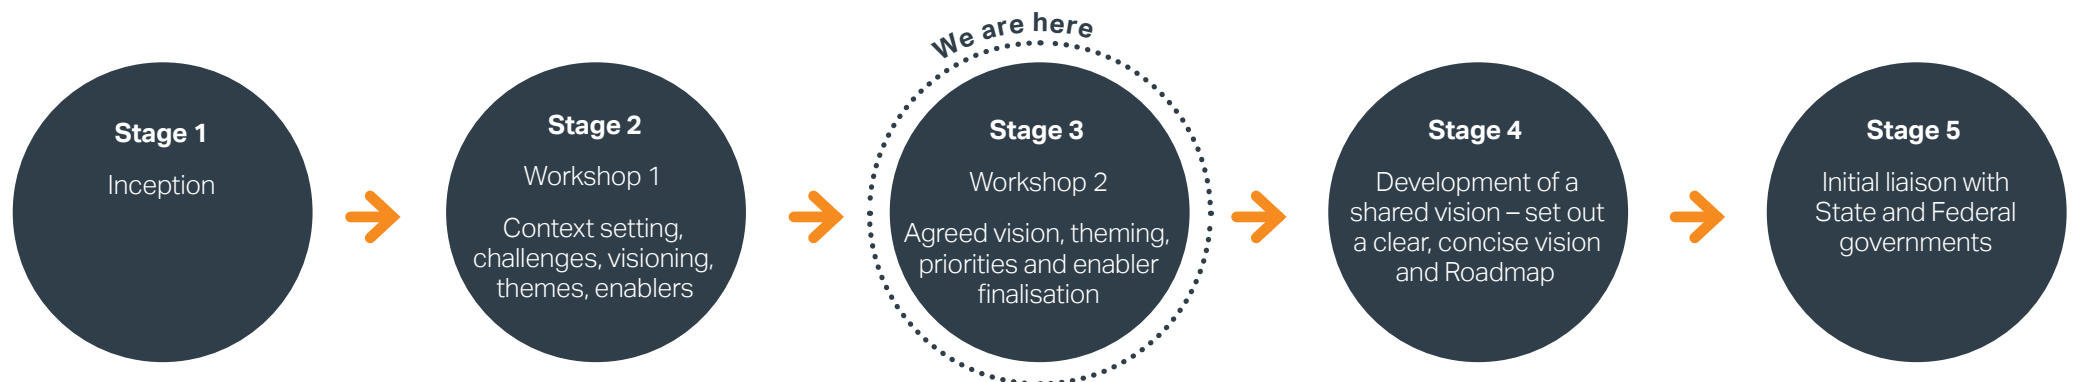 We are here
Stage 1
Inception
Stage 2
Workshop 1
Context setting,
challenges, visioning,
themes, enablers
Stage 3
Workshop 2
Agreed vision, theming,
priorities and enabler
finalisation
Stage 4
Development of a
shared vision – set out
a clear, concise vision
and Roadmap
Stage 5
Initial liaison with
State and Federal
governments